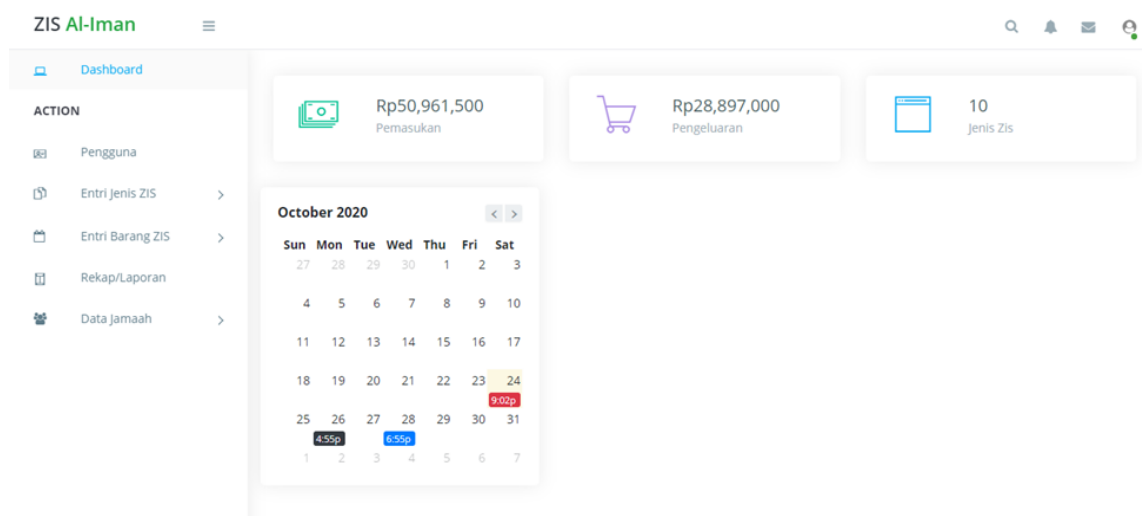 ZIS Al-Iman
Dashboard
ACTION
Pengguna
Entri Jenis ZIS
Entri Barang ZIS
Rekap/Laporan
Data Jamaah
Rp50,961,500
Pemasukan
Rp28,897,000
Pengeluaran
10
Jenis Zis
October 2020
Sun Mon Tue Wed Thu Fri Sat
27 28 29 30 1 2 3
4 5 6 7 8 9 10
11 12 13 14 15 16 17
18 19 20 21 22 23 24
9:02p
25 26 27 28 29 30 31
4:55p 6:55p
1 2 3 4 5 6 7